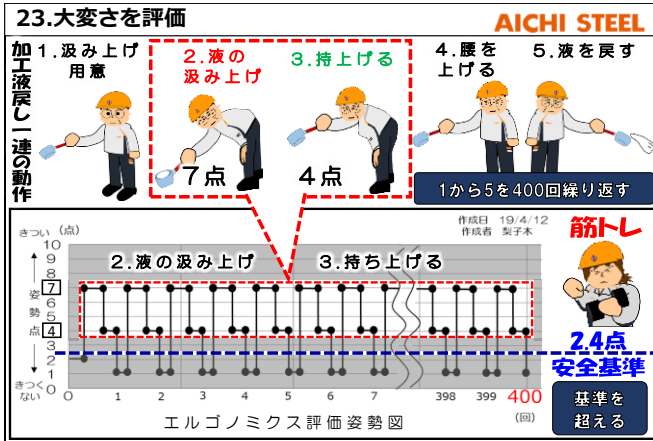 23.大変さを評価
AICHI STEEL
加工液戻し一連の動作
1.汲み上げ
用意
2.液の
汲み上げ
3.持上げる
4.腰を
上げる
5.液を戻す
7点
4点
1から5を400回繰り返す
作成日 19/4/12
作成者 梨子木
きつい (点)
10
9
8
7
6
5
4
3
2
1
0
姿勢点
きつく
ない
2.液の汲み上げ
3.持ち上げる
0 1 2 3 4 5 6 7 398 399 400
(回)
エルゴノミクス評価姿勢図
筋トレ
2.4点
安全基準
基準を
超える